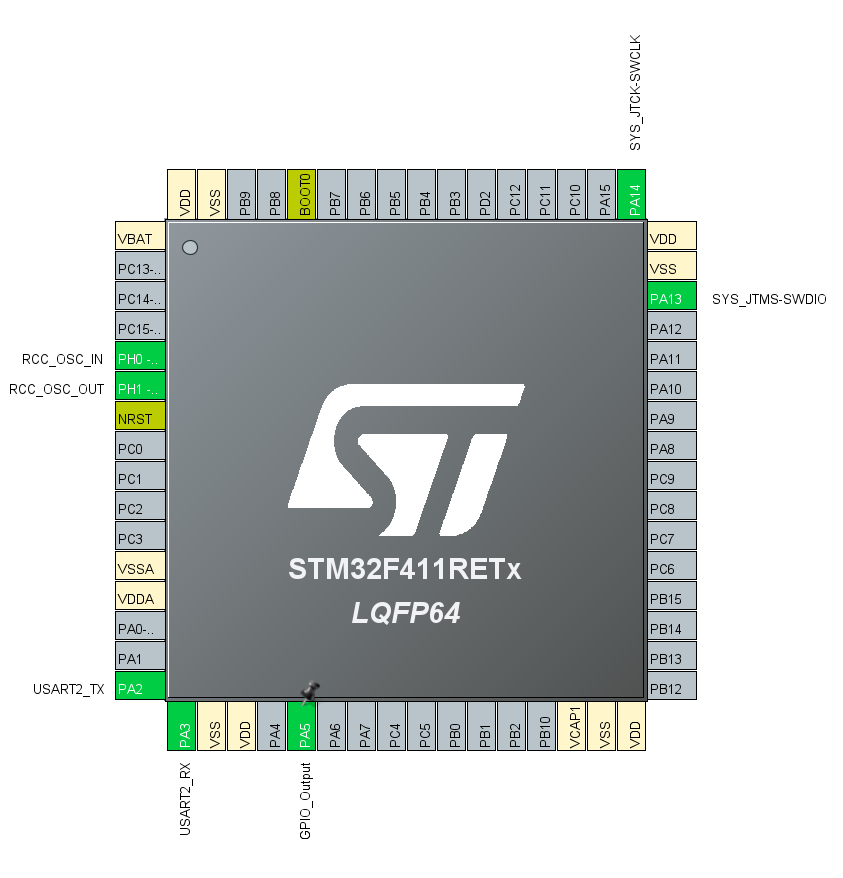 SYS_JTCK-SWCLK
VDD
VSS
PB9
PB8
BOOT0
PB7
PB6
PB5
PB4
PB3
PD2
PC12
PC11
PC10
PA15
PA14
VBAT
PC13-..
PC14-..
PC15-..
RCC_OSC_IN
PH0 -..
RCC_OSC_OUT
PH1 -..
NRST
PC0
PC1
PC2
PC3
VSSA
VDDA
PA0-..
PA1
USART2_TX
PA2
VDD
VSS
PA13
SYS_JTMS-SWDIO
PA12
PA11
PA10
PA9
PA8
PC9
PC8
PC7
PC6
PB15
PB14
PB13
PB12
ST
STM32F411RETx
LQFP64
PA3
VSS
VDD
PA4
PA5
PA6
PA7
PC4
PC5
PB0
PB1
PB2
PB10
VCAP1
VSS
VDD
USART2_RX
GPIO_Output